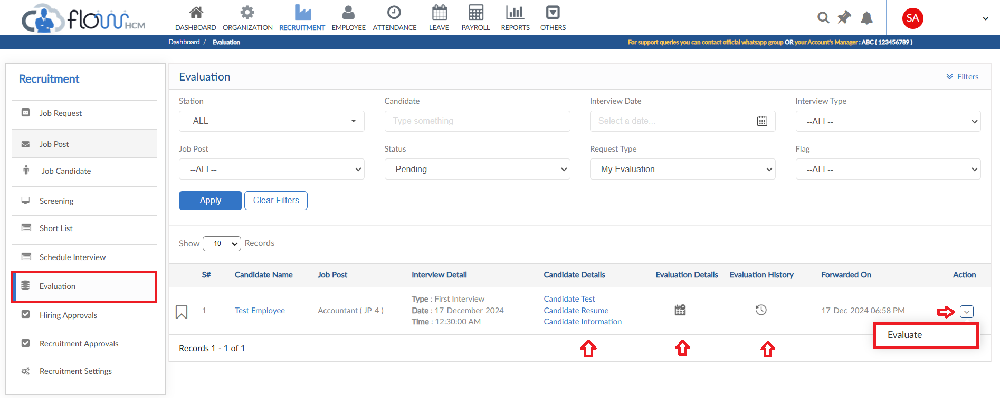 flowHCM
DASHBOARD ORGANIZATION RECRUITMENT EMPLOYEE ATTENDANCE LEAVE PAYROLL REPORTS OTHERS
SA
Dashboard / Evaluation
For support queries you can contact official whatsapp group OR your Account's Manager : ABC ( 123456789 )
Recruitment
Job Request
Job Post
Job Candidate
Screening
Short List
Schedule Interview
Evaluation
Hiring Approvals
Recruitment Approvals
Recruitment Settings
Evaluation
Filters
Station Candidate Interview Date Interview Type
--ALL-- Type something Select a date... --ALL--
Job Post Status Request Type Flag
--ALL-- Pending My Evaluation --ALL--
Apply Clear Filters
Show 10 Records
S# Candidate Name Job Post Interview Detail Candidate Details Evaluation Details Evaluation History Forwarded On Action
1 Test Employee Accountant ( JP-4 )
Type : First Interview
Date : 17-December-2024
Time : 12:30:00 AM
Candidate Test
Candidate Resume
Candidate Information
17-Dec-2024 06:58 PM
Evaluate
Records 1 - 1 of 1